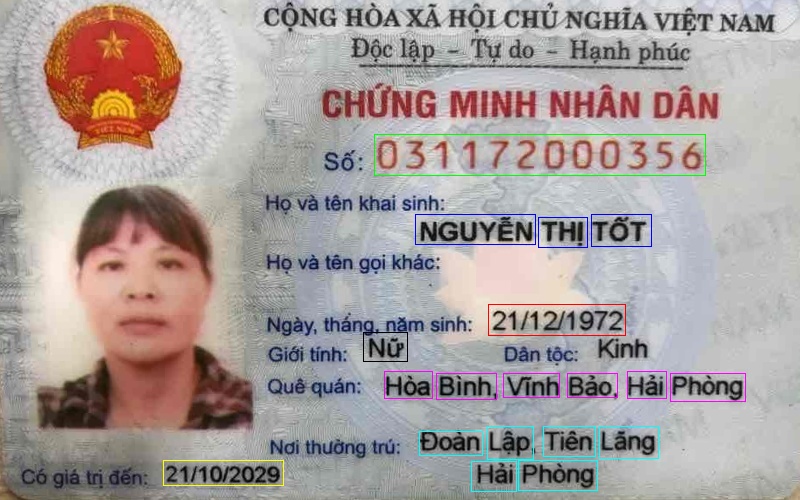 CỘNG HÒA XÃ HỘI CHỦ NGHĨA VIỆT NAM
Độc lập - Tự do - Hạnh phúc
CHỨNG MINH NHÂN DÂN
Số: 031172000356
Họ và tên khai sinh:
NGUYỄN THỊ TỐT
Họ và tên gọi khác:
Ngày, tháng, năm sinh: 21/12/1972
Giới tính: Nữ Dân tộc: Kinh
Quê quán: Hòa Bình, Vĩnh Bảo, Hải Phòng
Nơi thường trú: Đoàn Lập, Tiên Lãng
Hải Phòng
Có giá trị đến: 21/10/2029
VIỆT NAM